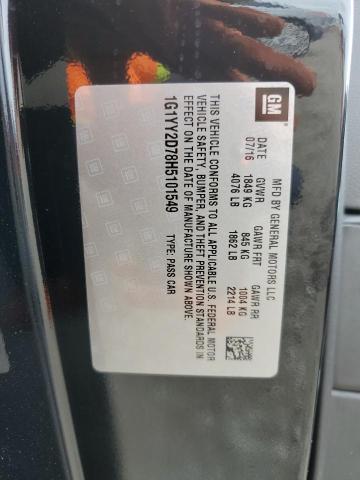 GM
MFD BY GENERAL MOTORS LLC
DATE GVWR GAWR FRT GAWR RR
07/16 1849 KG 845 KG 1004 KG
4076 LB 1862 LB 2214 LB
THIS VEHICLE CONFORMS TO ALL APPLICABLE U.S. FEDERAL MOTOR
VEHICLE SAFETY, BUMPER, AND THEFT PREVENTION STANDARDS IN
EFFECT ON THE DATE OF MANUFACTURE SHOWN ABOVE.
1G1YY2D78H5101549 TYPE: PASS CAR